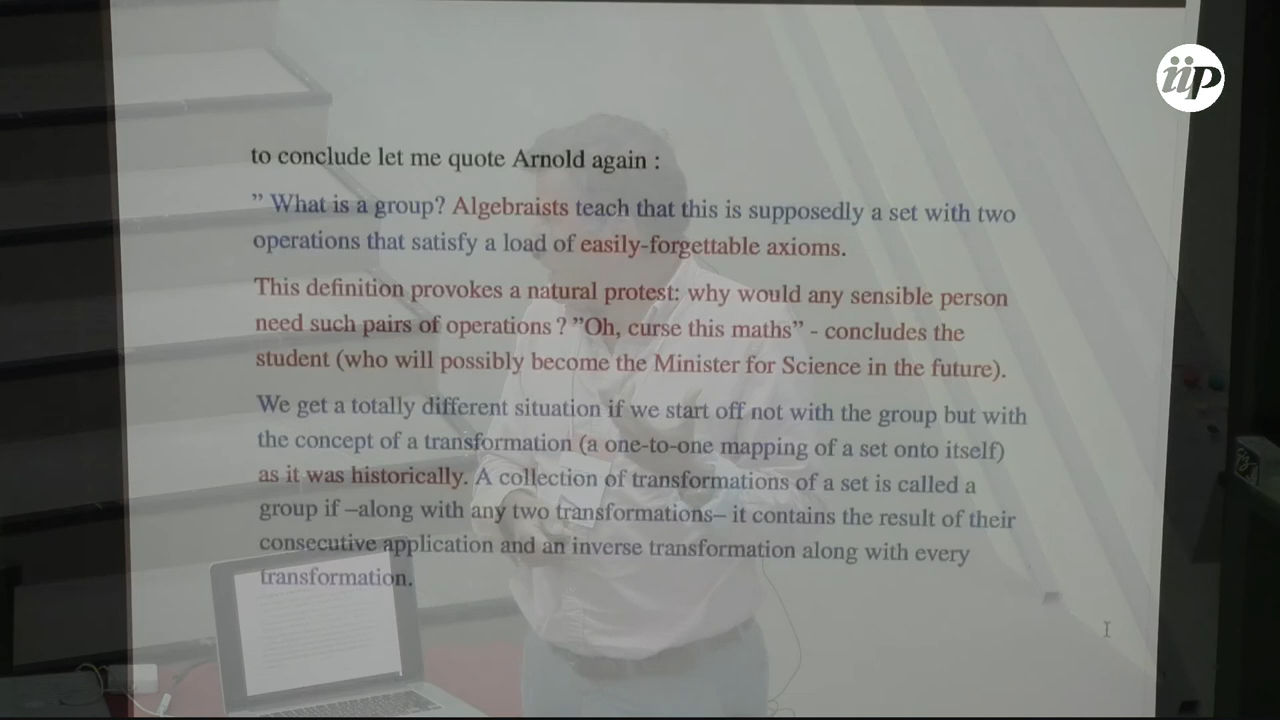 iip
to conclude let me quote Arnold again :
” What is a group? Algebraists teach that this is supposedly a set with two
operations that satisfy a load of easily-forgettable axioms.
This definition provokes a natural protest: why would any sensible person
need such pairs of operations ? ”Oh, curse this maths” - concludes the
student (who will possibly become the Minister for Science in the future).
We get a totally different situation if we start off not with the group but with
the concept of a transformation (a one-to-one mapping of a set onto itself)
as it was historically. A collection of transformations of a set is called a
group if –along with any two transformations– it contains the result of their
consecutive application and an inverse transformation along with every
transformation.